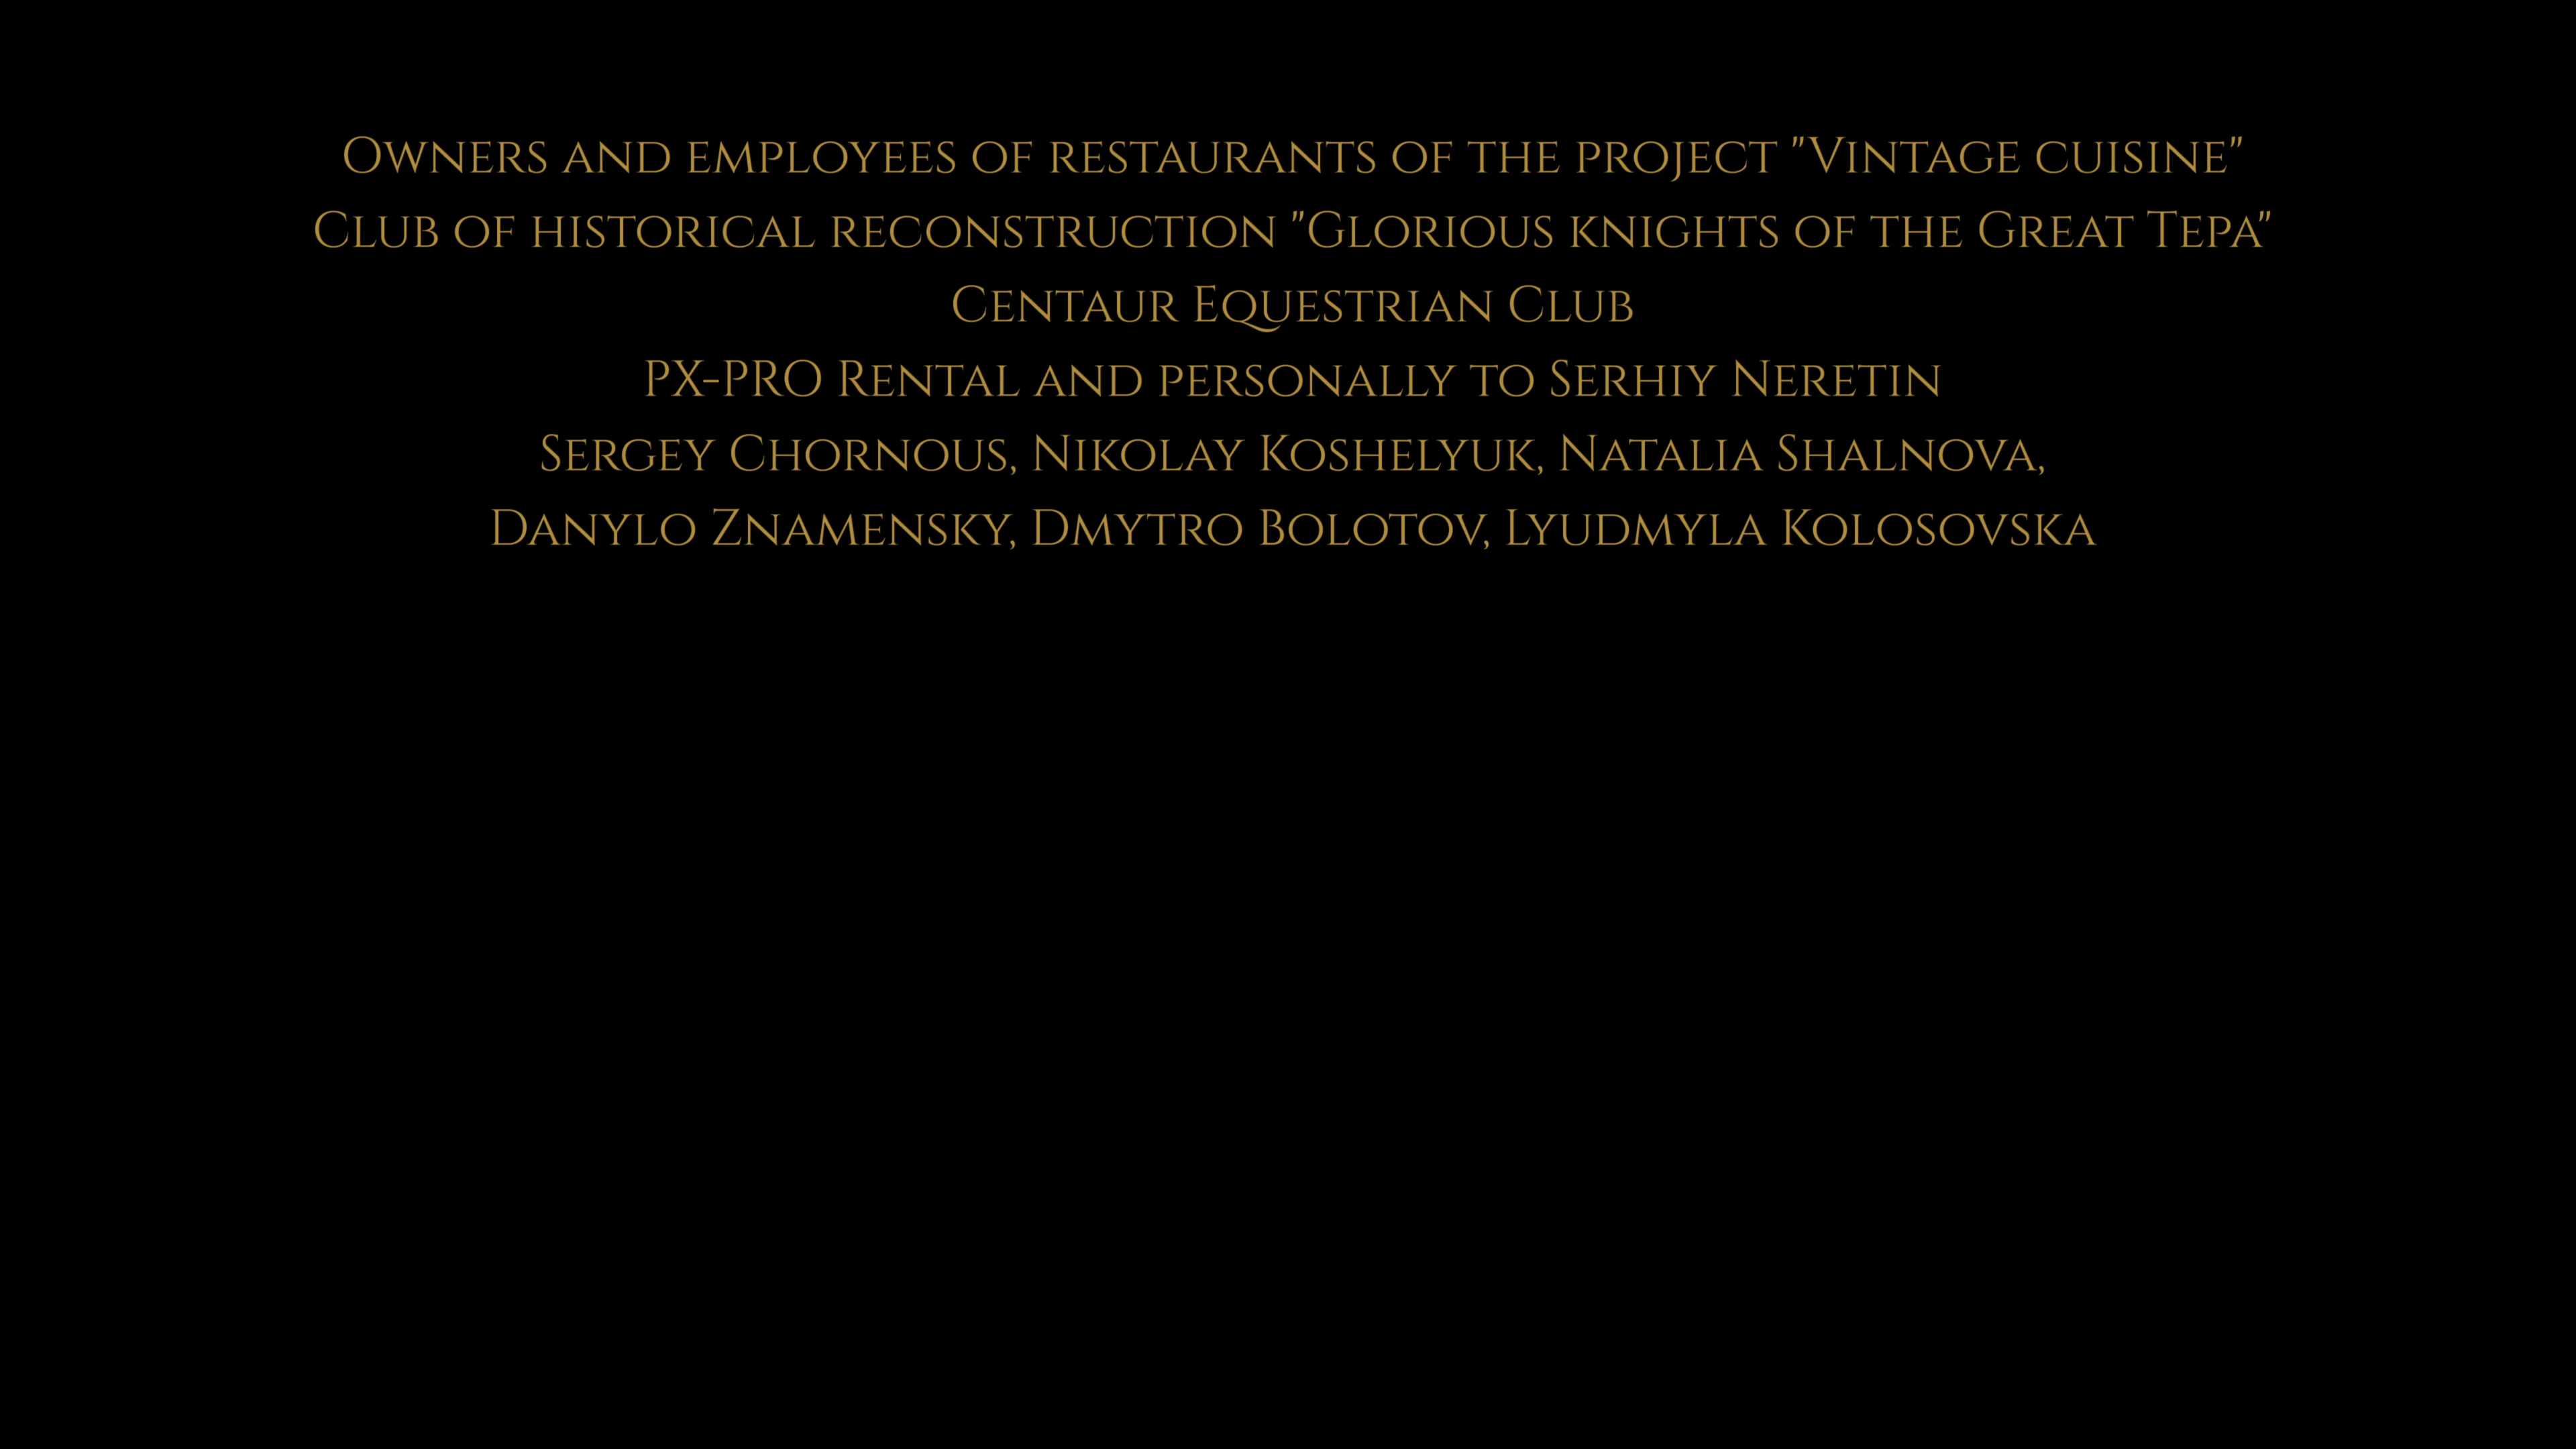 Owners and employees of restaurants of the project "Vintage cuisine"
Club of historical reconstruction "Glorious knights of the Great Tepa"
Centaur Equestrian Club
PX-PRO Rental and personally to Serhiy Neretin
Sergey Chornous, Nikolay Koshelyuk, Natalia Shalnova,
Danylo Znamensky, Dmytro Bolotov, Lyudmyla Kolosovska